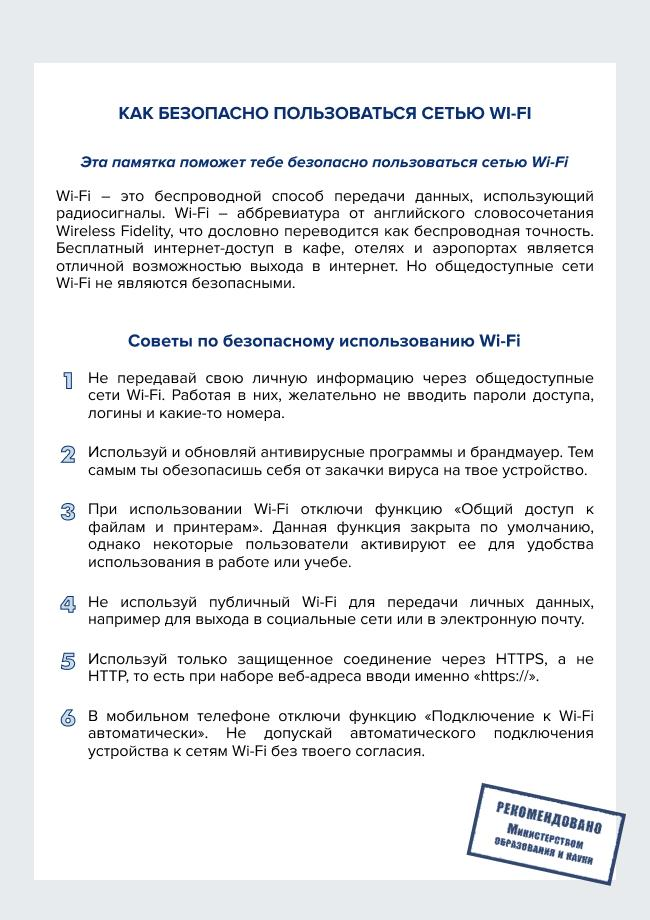 КАК БЕЗОПАСНО ПОЛЬЗОВАТЬСЯ СЕТЬЮ WI-FI
Эта памятка поможет тебе безопасно пользоваться сетью Wi-Fi
Wi-Fi – это беспроводной способ передачи данных, использующий
радиосигналы. Wi-Fi – аббревиатура от английского словосочетания
Wireless Fidelity, что дословно переводится как беспроводная точность.
Бесплатный интернет-доступ в кафе, отелях и аэропортах является
отличной возможностью выхода в интернет. Но общедоступные сети
Wi-Fi не являются безопасными.
Советы по безопасному использованию Wi-Fi
1 Не передавай свою личную информацию через общедоступные
сети Wi-Fi. Работая в них, желательно не вводить пароли доступа,
логины и какие-то номера.
2 Используй и обновляй антивирусные программы и брандмауер. Тем
самым ты обезопасишь себя от закачки вируса на твое устройство.
3 При использовании Wi-Fi отключи функцию «Общий доступ к
файлам и принтерам». Данная функция закрыта по умолчанию,
однако некоторые пользователи активируют ее для удобства
использования в работе или учебе.
4 Не используй публичный Wi-Fi для передачи личных данных,
например для выхода в социальные сети или в электронную почту.
5 Используй только защищенное соединение через HTTPS, а не
HTTP, то есть при наборе веб-адреса вводи именно «https://».
6 В мобильном телефоне отключи функцию «Подключение к Wi-Fi
автоматически». Не допускай автоматического подключения
устройства к сетям Wi-Fi без твоего согласия.
РЕКОМЕНДОВАНО
Министерством
ОБРАЗОВАНИЯ И НАУКИ